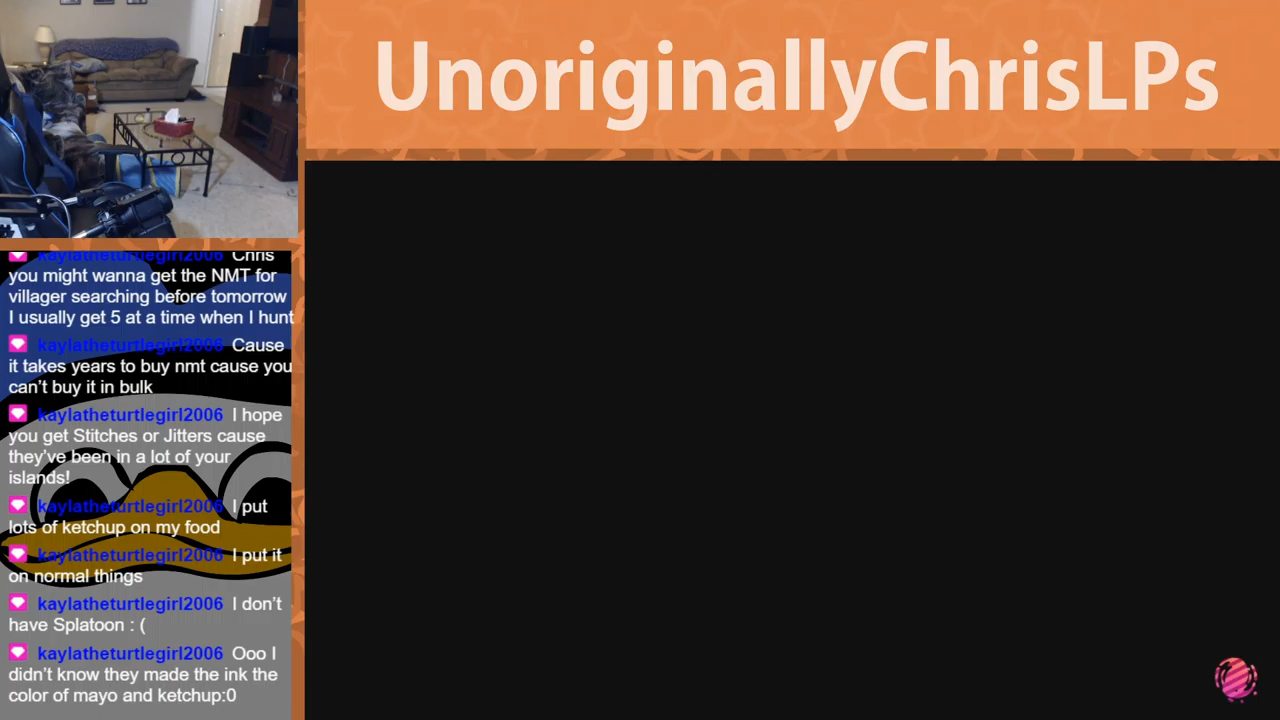 UnoriginallyChrisLPs
kaylatheturtlegirl2006 Chris
you might wanna get the NMT for
villager searching before tomorrow
I usually get 5 at a time when I hunt
kaylatheturtlegirl2006 Cause
it takes years to buy nmt cause you
can't buy it in bulk
kaylatheturtlegirl2006 I hope
you get Stitches or Jitters cause
they've been in a lot of your
islands!
kaylatheturtlegirl2006 I put
lots of ketchup on my food
kaylatheturtlegirl2006 I put it
on normal things
kaylatheturtlegirl2006 I don't
have Splatoon : (
kaylatheturtlegirl2006 Ooo I
didn't know they made the ink the
color of mayo and ketchup:0